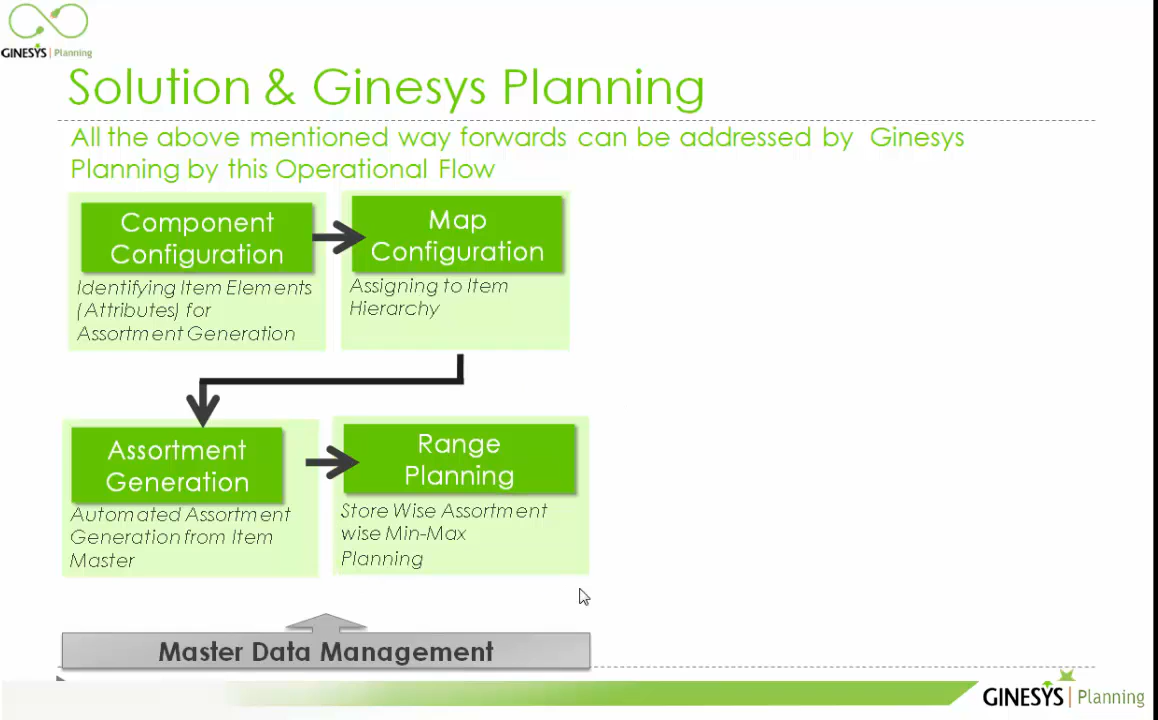 GINESYS | Planning
Solution & Ginesys Planning
All the above mentioned way forwards can be addressed by Ginesys
Planning by this Operational Flow
Component
Configuration
Identifying Item Elements
(Attributes) for
Assortment Generation
Map
Configuration
Assigning to Item
Hierarchy
Assortment
Generation
Automated Assortment
Generation from Item
Master
Range
Planning
Store Wise Assortment
wise Min-Max
Planning
Master Data Management
GINESYS | Planning